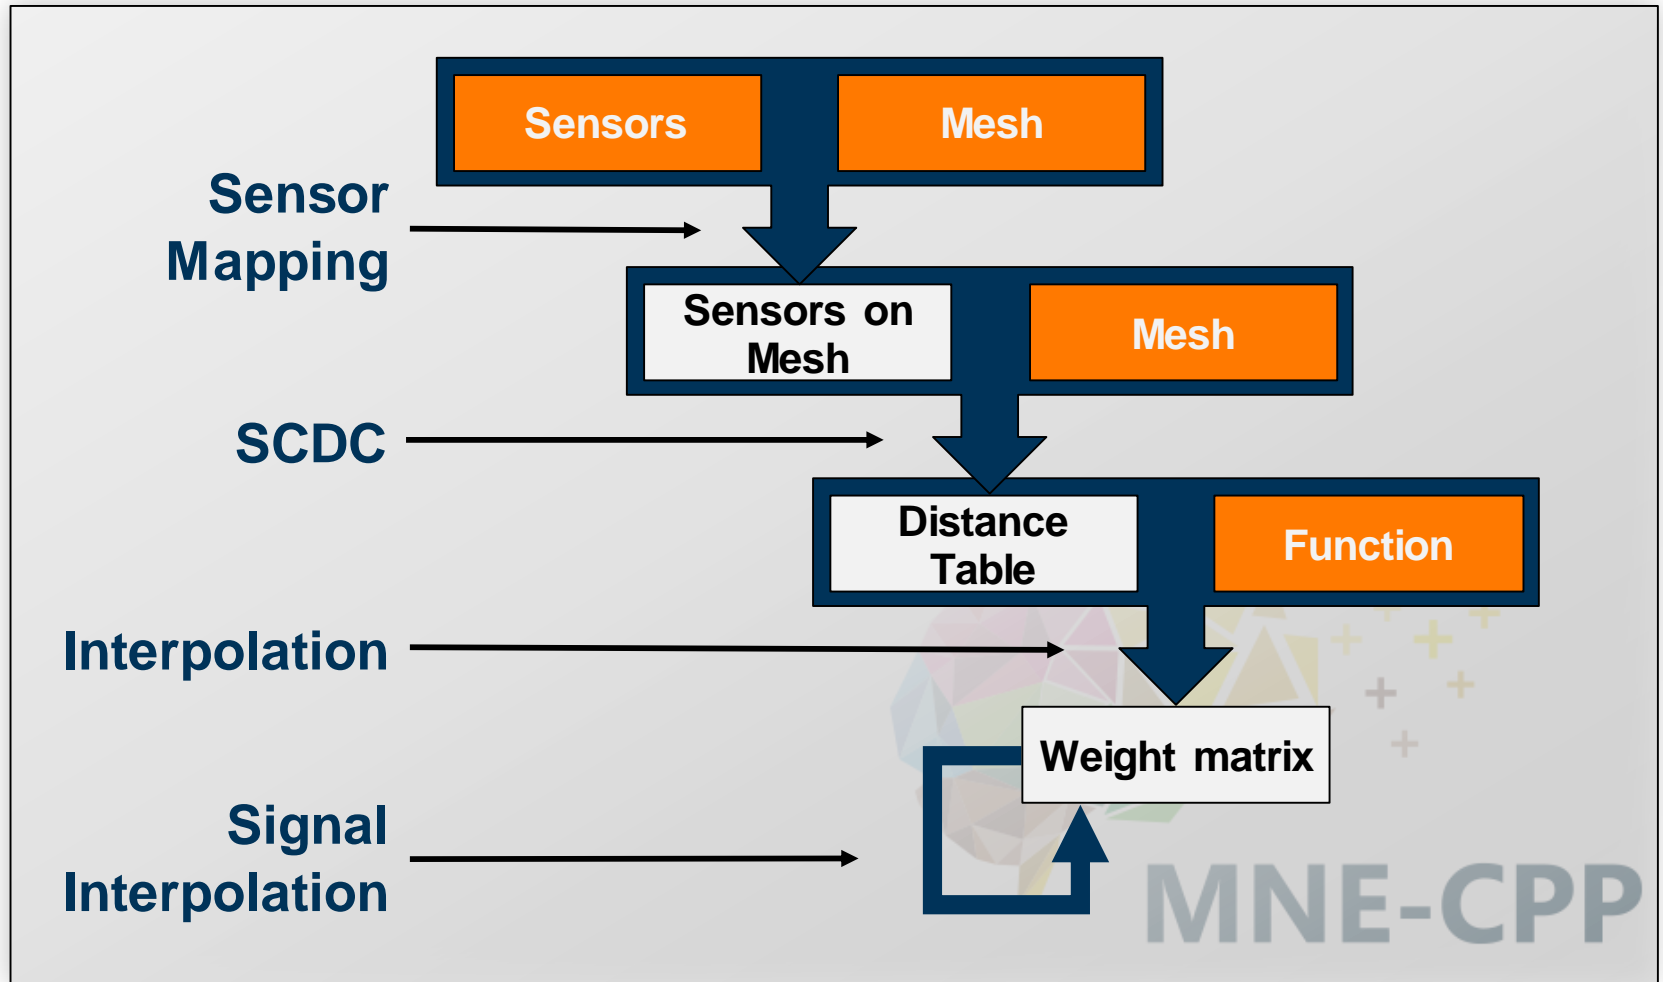 Sensors
Mesh
Sensor
Mapping
Sensors on
Mesh
Mesh
SCDC
Distance
Table
Function
Interpolation
Weight matrix
Signal
Interpolation
MNE-CPP